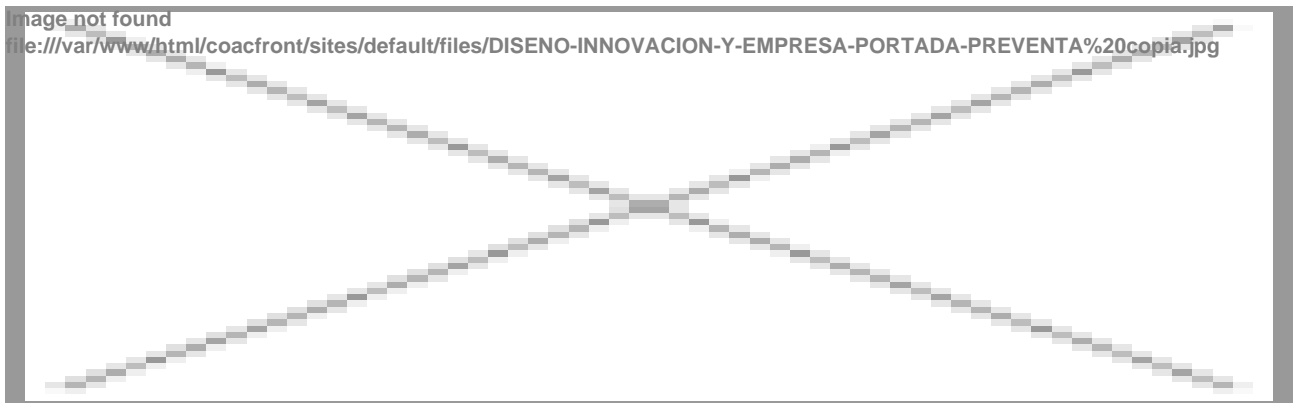 Image not found
file:///var/www/html/coacfront/sites/default/files/DISENO-INNOVACION-Y-EMPRESA-PORTADA-PREVENTA%20copia.jpg